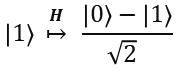 |1⟩ H ↦ |0⟩ − |1⟩ / √2